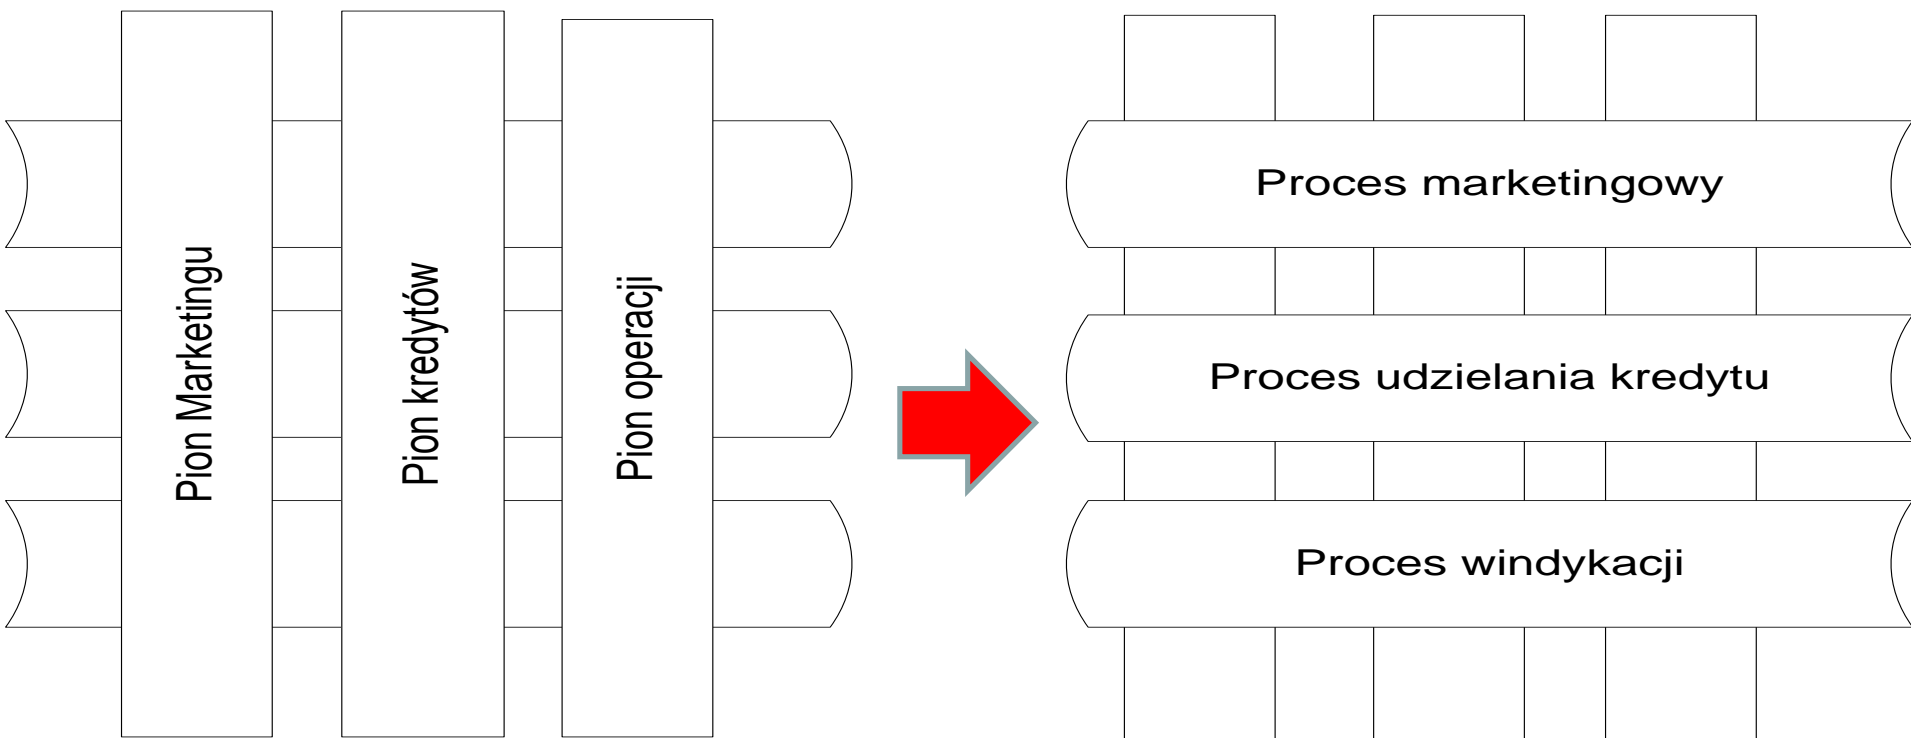 Pion Marketingu
Pion kredytów
Pion operacji
Proces marketingowy
Proces udzielania kredytu
Proces windykacji